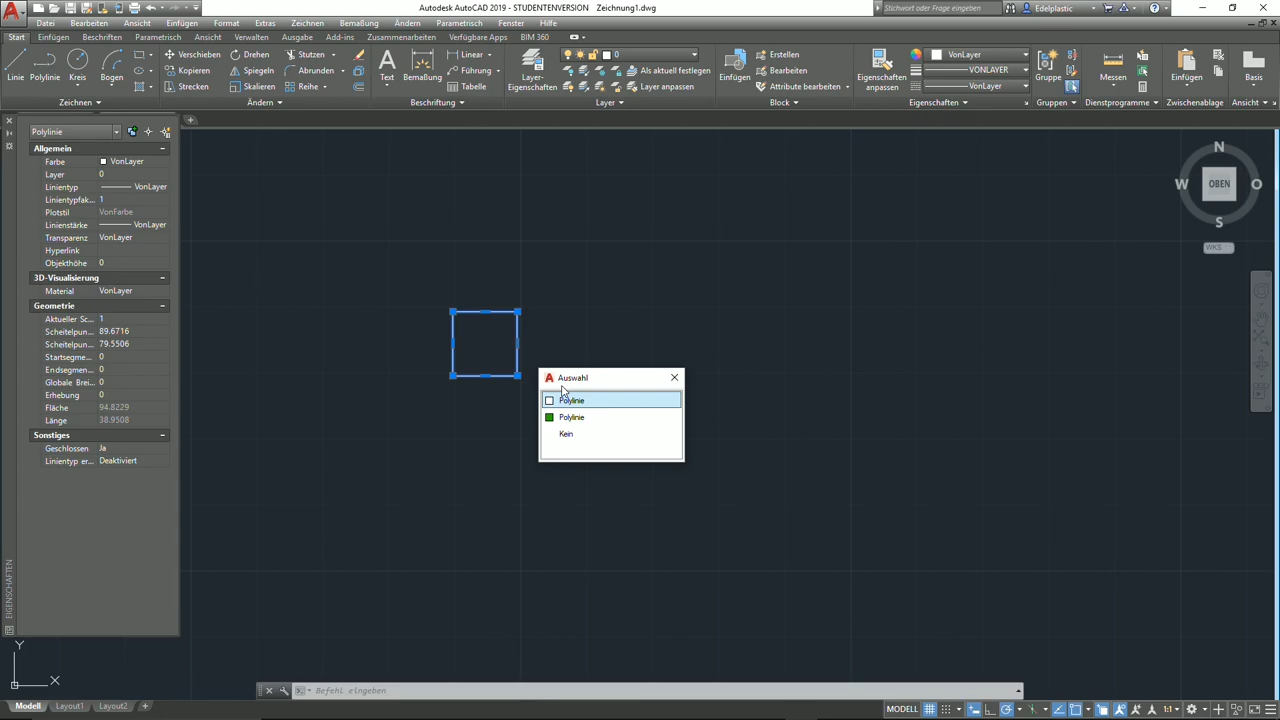 Autodesk AutoCAD 2019 - STUDENTENVERSION Zeichnung1.dwg
Stichwort oder Frage eingeben
Edelplastic
Datei Bearbeiten Ansicht Einfügen Format Extras Zeichnen Bemaßung Ändern Parametrisch Fenster Express Hilfe
Start Einfügen Beschriften Parametrisch Ansicht Verwalten Ausgabe Add-ins Zusammenarbeiten Verfügbare Apps BIM 360
Linie Polylinie Kreis Bogen
Verschieben Drehen Stutzen
Kopieren Spiegeln Abrunden
Strecken Skalieren Reihe
Text Bemaßung
Linear
Führung
Tabelle
Layer-
Eigenschaften
0
Als aktuell festlegen
Layer anpassen
Einfügen
Erstellen
Bearbeiten
Attribute bearbeiten
Eigenschaften
anpassen
VonLayer
VONLAYER
VonLayer
Gruppe
Messen
Einfügen
Basis
Zeichnen Ändern Beschriftung Layer Block Eigenschaften Gruppen Dienstprogramme Zwischenablage Ansicht
Polylinie
Allgemein
Farbe VonLayer
Layer 0
Linientyp VonLayer
Linientypfak... 1
Plotstil VonFarbe
Linienstärke VonLayer
Transparenz VonLayer
Hyperlink
Objekthöhe 0
3D-Visualisierung
Material VonLayer
Geometrie
Aktueller Sc... 1
Scheitelpun... 89.6716
Scheitelpun... 79.5506
Startsegme... 0
Endsegmen... 0
Globale Brei... 0
Erhebung 0
Fläche 94.8229
Länge 38.9508
Sonstiges
Geschlossen Ja
Linientyp er... Deaktiviert
EIGENSCHAFTEN
N
W OBEN O
S
WKS
Auswahl
Polylinie
Polylinie
Kein
Y
X
Befehl eingeben
Modell Layout1 Layout2
MODELL
1:1